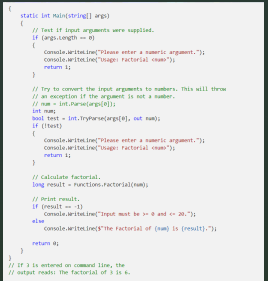 {
static int Main(string[] args)
{
// Test if input arguments were supplied.
if (args.Length == 0)
{
Console.WriteLine("Please enter a numeric argument.");
Console.WriteLine("Usage: Factorial <num>");
return 1;
}
// Try to convert the input arguments to numbers. This will throw
// an exception if the argument is not a number.
// num = int.Parse(args[0]);
int num;
bool test = int.TryParse(args[0], out num);
if (!test)
{
Console.WriteLine("Please enter a numeric argument.");
Console.WriteLine("Usage: Factorial <num>");
return 1;
}
// Calculate factorial.
long result = Functions.Factorial(num);
// Print result.
if (result == -1)
Console.WriteLine("Input must be >= 0 and <= 20.");
else
Console.WriteLine($"The Factorial of {num} is {result}.");
return 0;
}
}
// If 3 is entered on command line, the
// output reads: The factorial of 3 is 6.